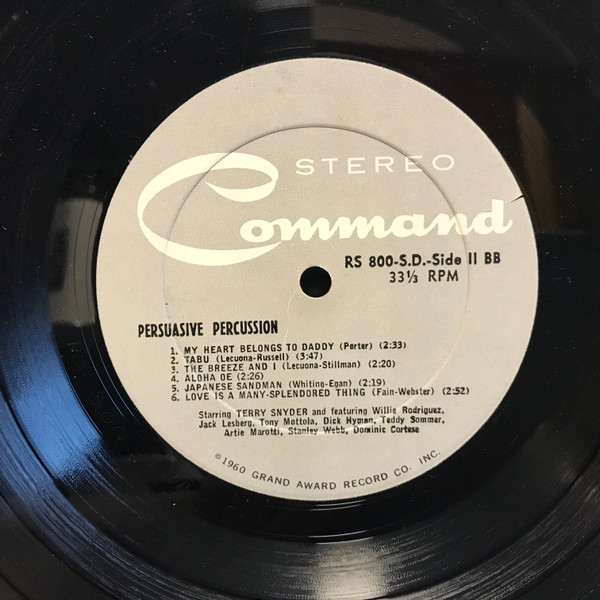 STEREO
Command
RS 800-S.D.-Side II BB
33⅓ RPM
PERSUASIVE PERCUSSION
1. MY HEART BELONGS TO DADDY (Porter) (2:33)
2. TABU (Lecuona-Russell) (3:47)
3. THE BREEZE AND I (Lecuona-Stillman) (2:20)
4. ALOHA OE (2:26)
5. JAPANESE SANDMAN (Whiting-Egan) (2:19)
6. LOVE IS A MANY-SPLENDORED THING (Fain-Webster) (2:52)
Starring TERRY SNYDER and featuring Willie Rodriguez,
Jack Lesberg, Tony Mottola, Dick Hyman, Teddy Sommer,
Artie Marotti, Stanley Webb, Dominic Cortese
©1960 GRAND AWARD RECORD CO. INC.